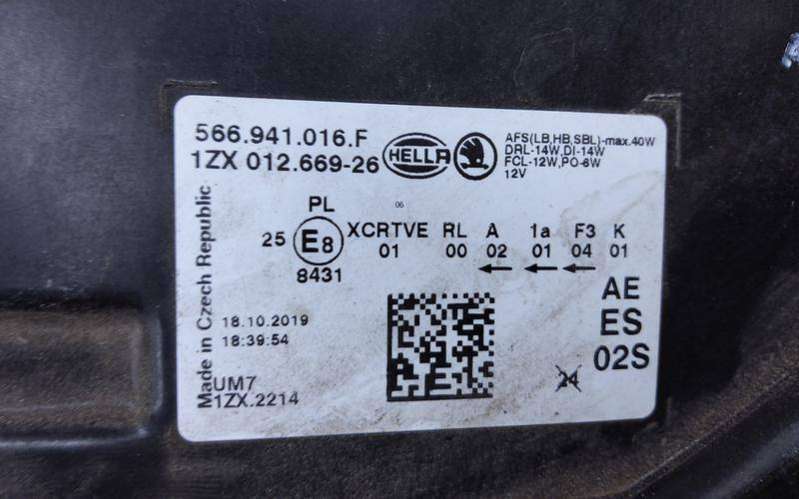 566.941.016.F
1ZX 012.669-26
HELLA
AFS(LB,HB,SBL)-max.40W
DRL-14W,DI-14W
FCL-12W,PO-6W
12V
PL
06
25 E8 XCRTVE RL A 1a F3 K
8431 01 00 02 01 04 01
Made in Czech Republic
18.10.2019
18:39:54
UM7
1ZX.2214
AE
ES
02S
24